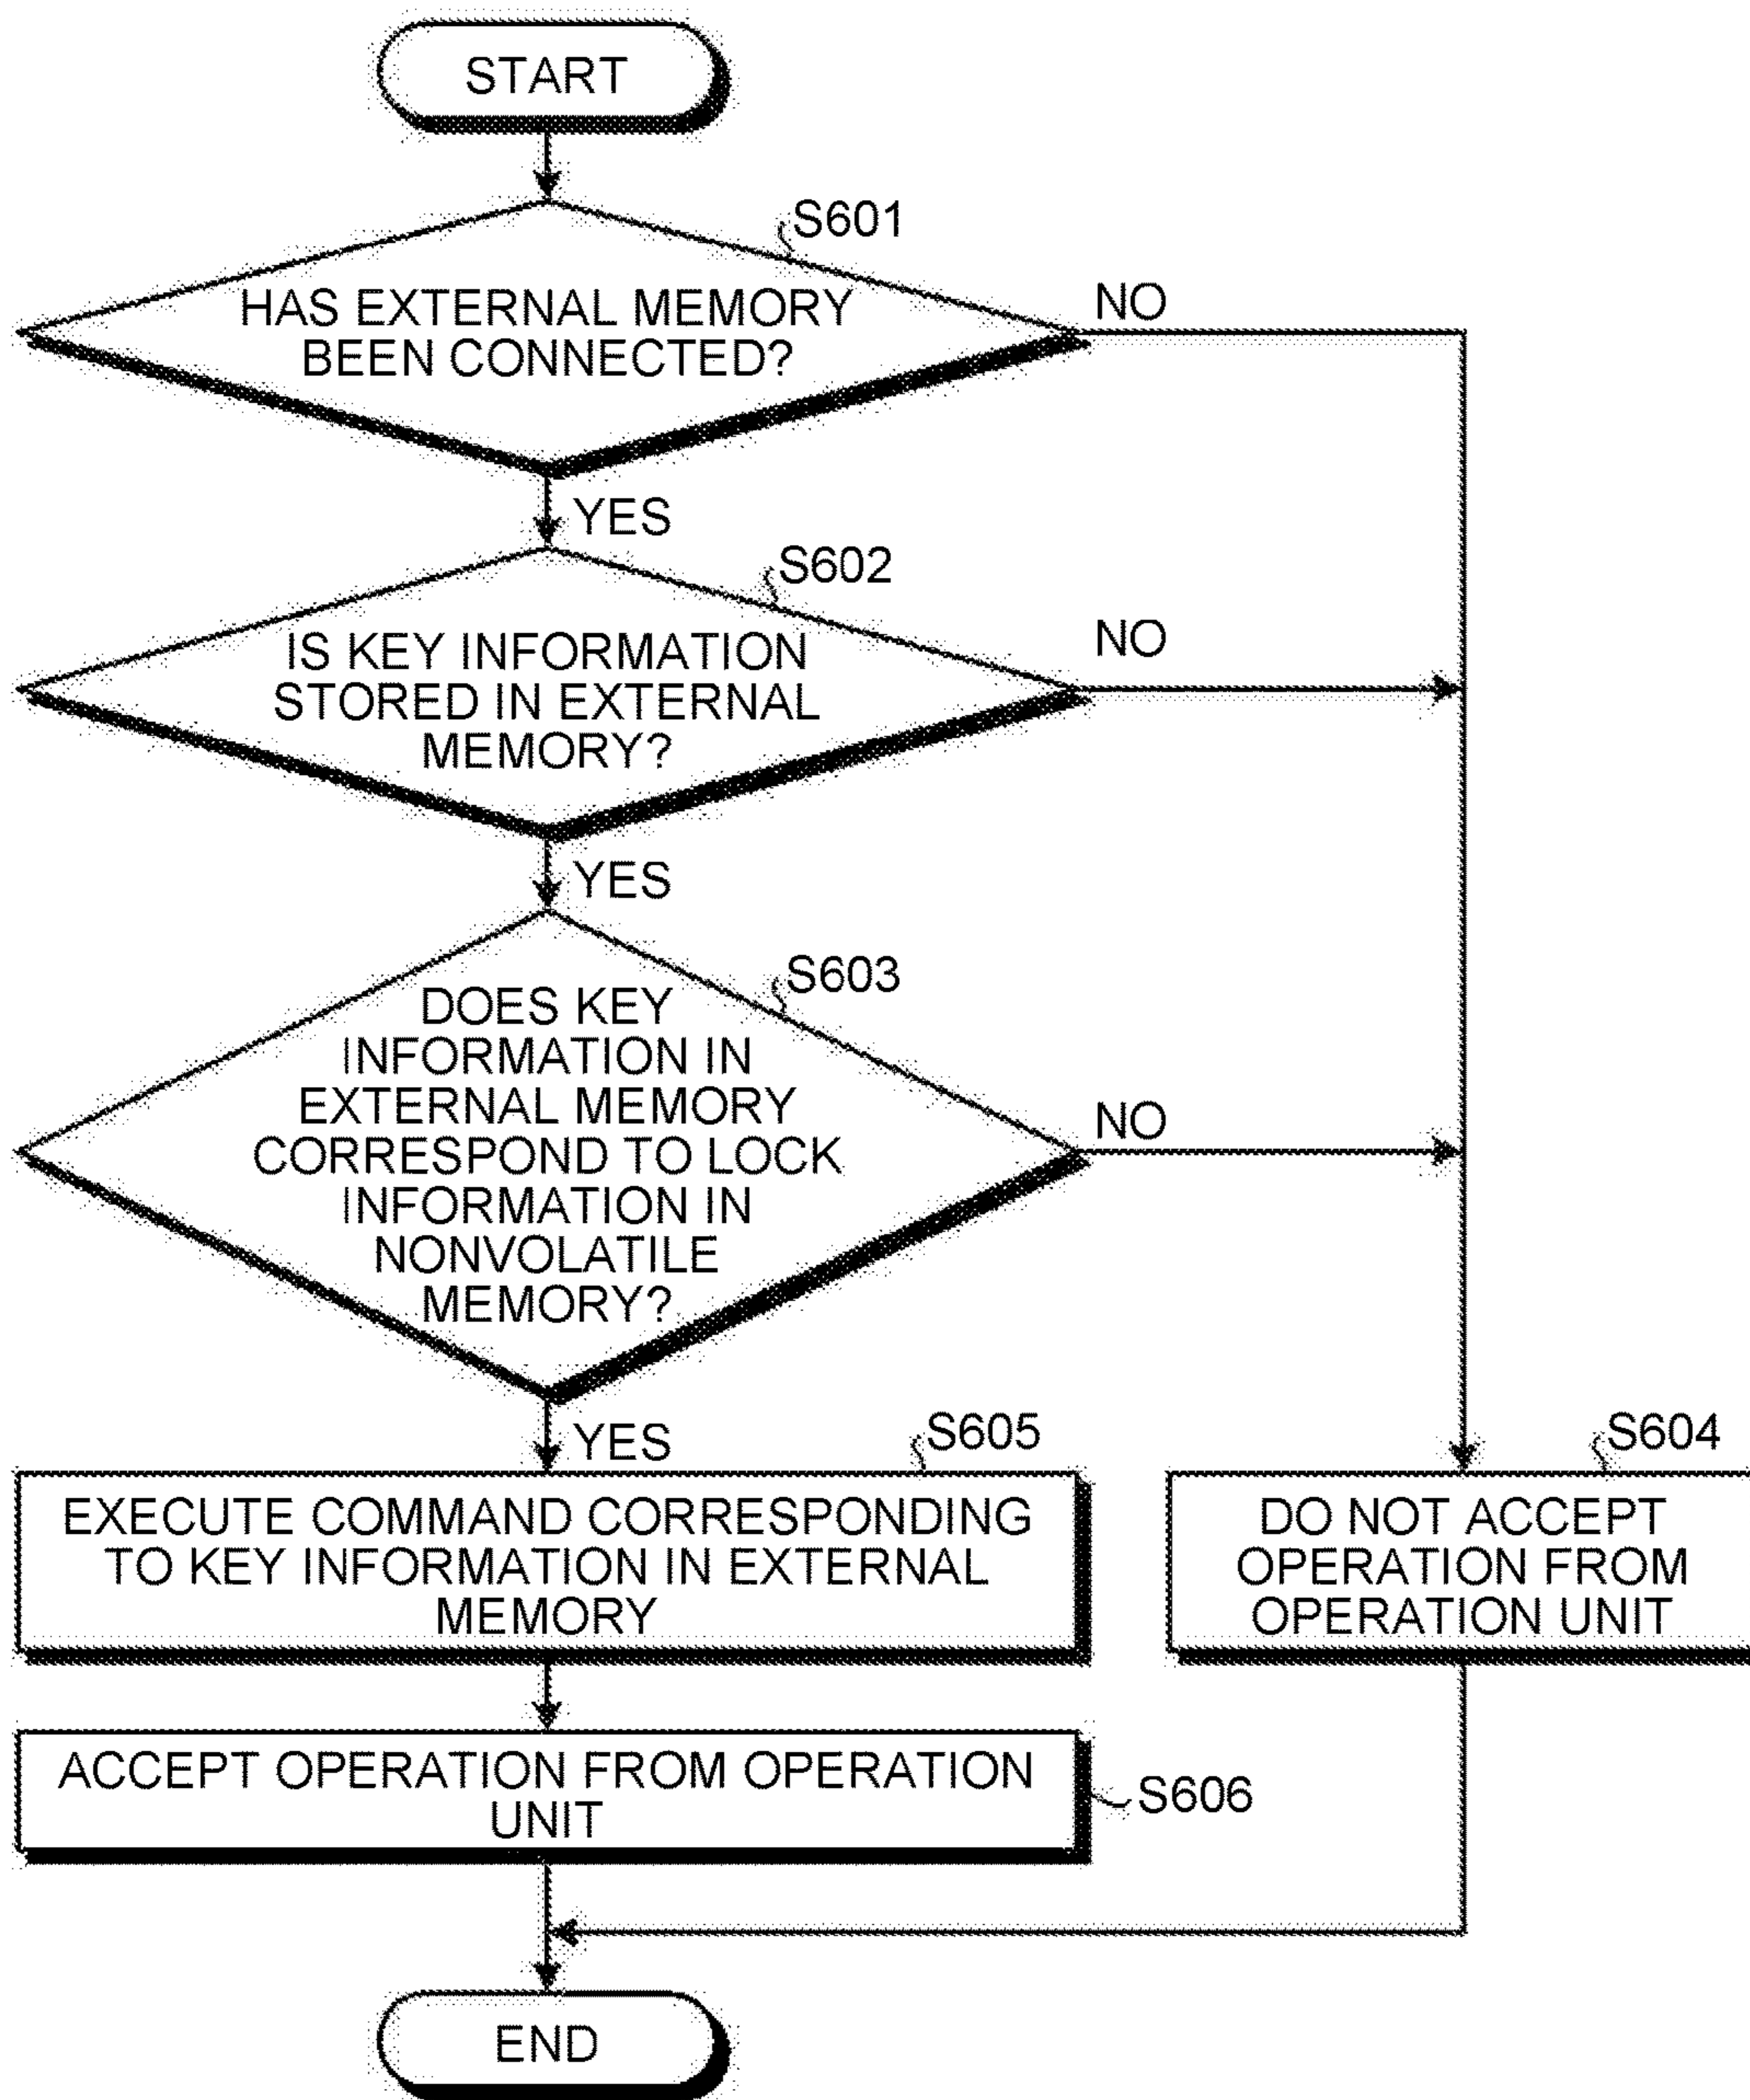 START
S601
HAS EXTERNAL MEMORY
BEEN CONNECTED?
NO
YES
S602
IS KEY INFORMATION
STORED IN EXTERNAL
MEMORY?
NO
YES
S603
DOES KEY
INFORMATION IN
EXTERNAL MEMORY
CORRESPOND TO LOCK
INFORMATION IN
NONVOLATILE
MEMORY?
NO
YES
S605
EXECUTE COMMAND CORRESPONDING
TO KEY INFORMATION IN EXTERNAL
MEMORY
S604
DO NOT ACCEPT
OPERATION FROM
OPERATION UNIT
ACCEPT OPERATION FROM OPERATION
UNIT
S606
END